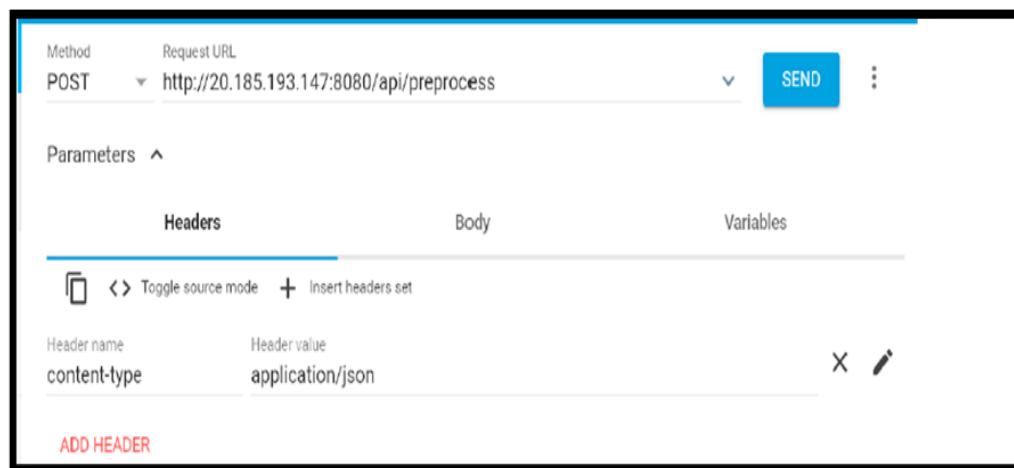 Method Request URL
POST http://20.185.193.147:8080/api/preprocess SEND
Parameters
Headers Body Variables
Toggle source mode Insert headers set
Header name Header value
content-type application/json
ADD HEADER